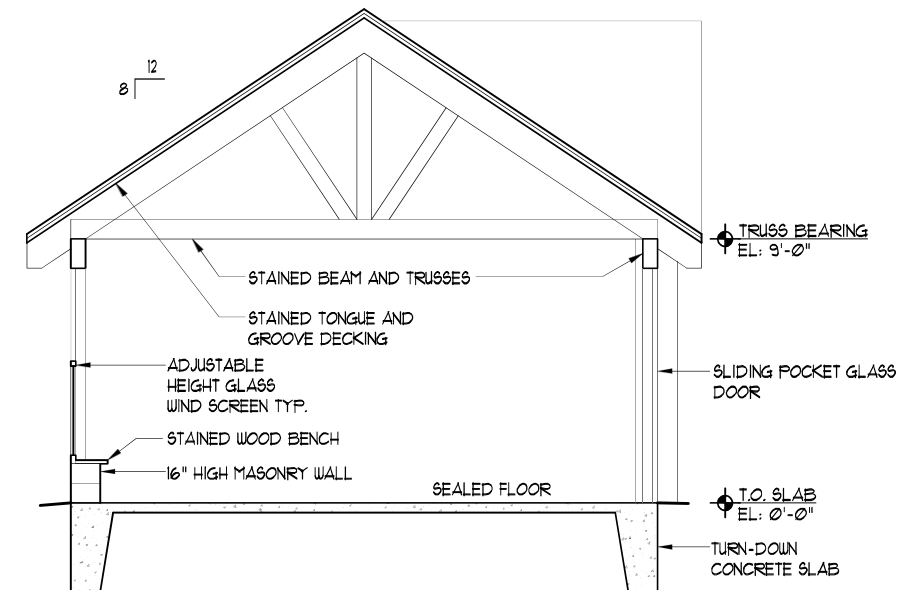 12
8
TRUSS BEARING
EL: 9'-0"
STAINED BEAM AND TRUSSES
STAINED TONGUE AND
GROOVE DECKING
ADJUSTABLE
HEIGHT GLASS
WIND SCREEN TYP.
SLIDING POCKET GLASS
DOOR
STAINED WOOD BENCH
16" HIGH MASONRY WALL
SEALED FLOOR
T.O. SLAB
EL: 0'-0"
TURN-DOWN
CONCRETE SLAB